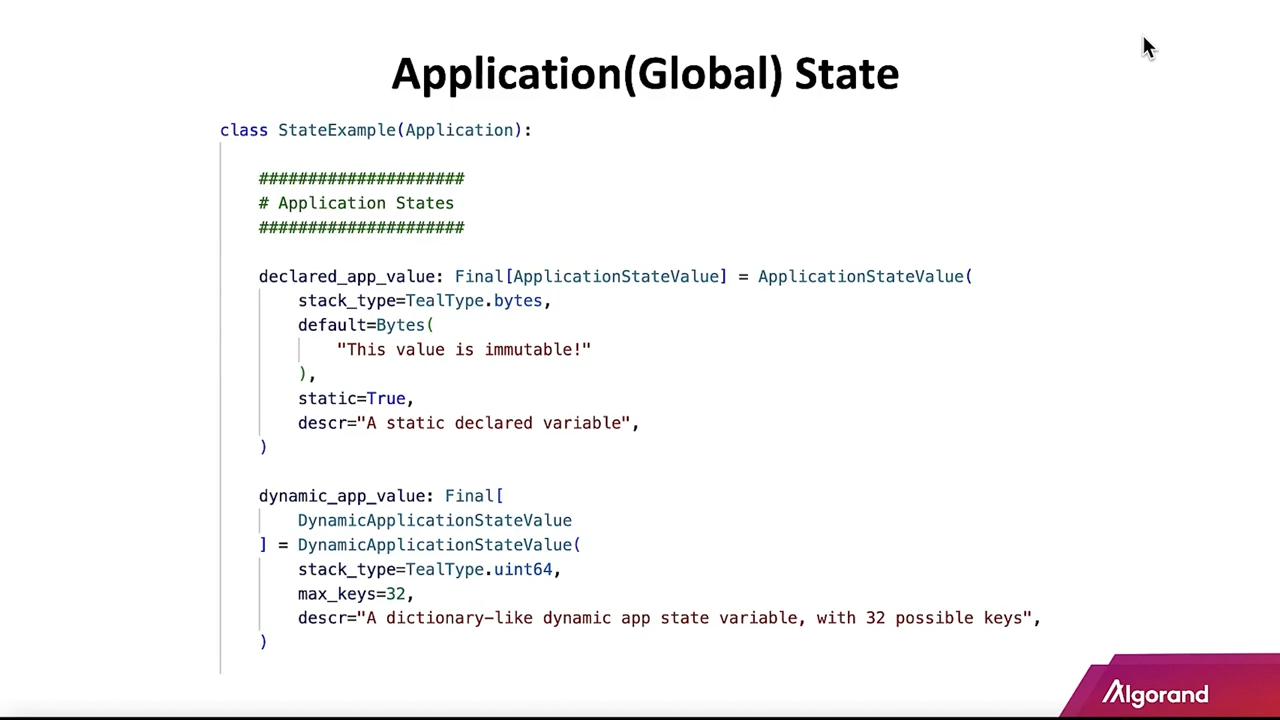 Application(Global) State
class StateExample(Application):
#####################
# Application States
#####################
declared_app_value: Final[ApplicationStateValue] = ApplicationStateValue(
stack_type=TealType.bytes,
default=Bytes(
"This value is immutable!"
),
static=True,
descr="A static declared variable",
)
dynamic_app_value: Final[
DynamicApplicationStateValue
] = DynamicApplicationStateValue(
stack_type=TealType.uint64,
max_keys=32,
descr="A dictionary-like dynamic app state variable, with 32 possible keys",
)
Algorand